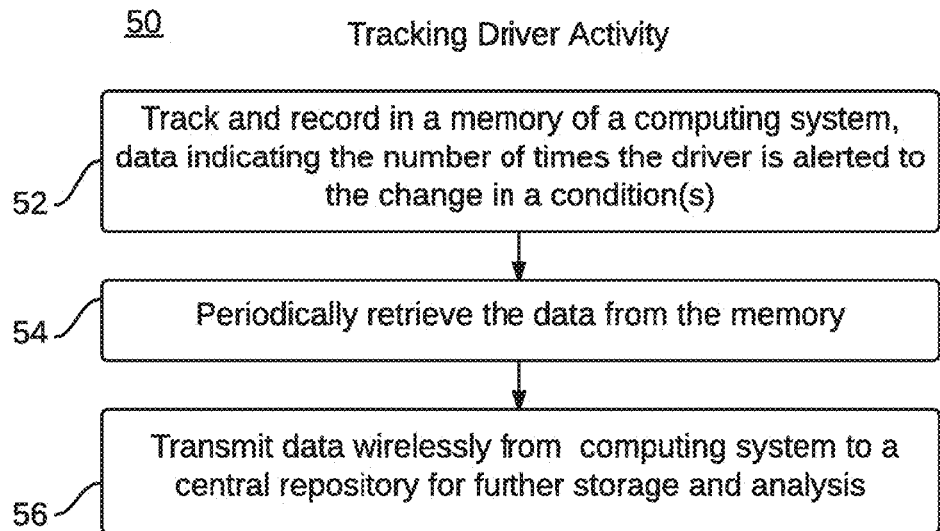 50
Tracking Driver Activity
Track and record in a memory of a computing system,
data indicating the number of times the driver is alerted to
the change in a condition(s)
52
Periodically retrieve the data from the memory
54
Transmit data wirelessly from computing system to a
central repository for further storage and analysis
56